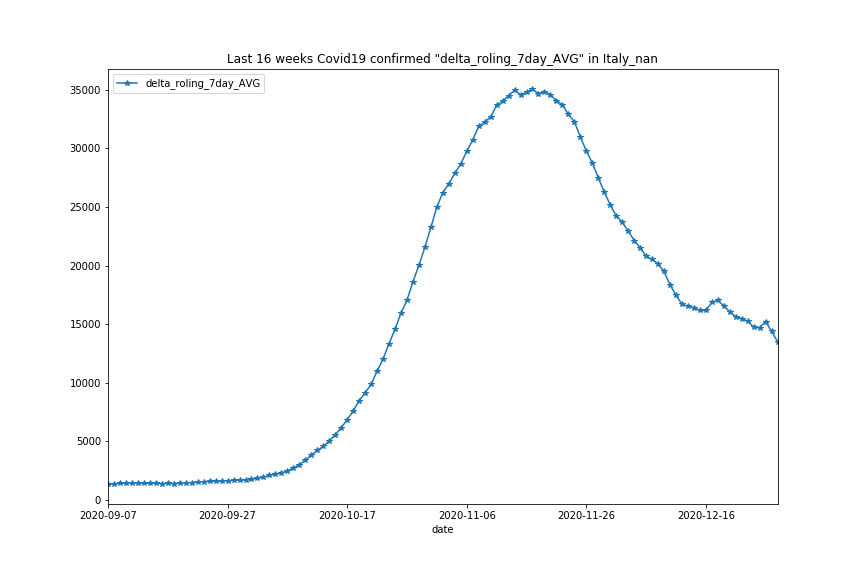 Last 16 weeks Covid19 confirmed "delta_roling_7day_AVG" in Italy_nan
delta_roling_7day_AVG
35000
30000
25000
20000
15000
10000
5000
0
2020-09-07 2020-09-27 2020-10-17 2020-11-06 2020-11-26 2020-12-16
date